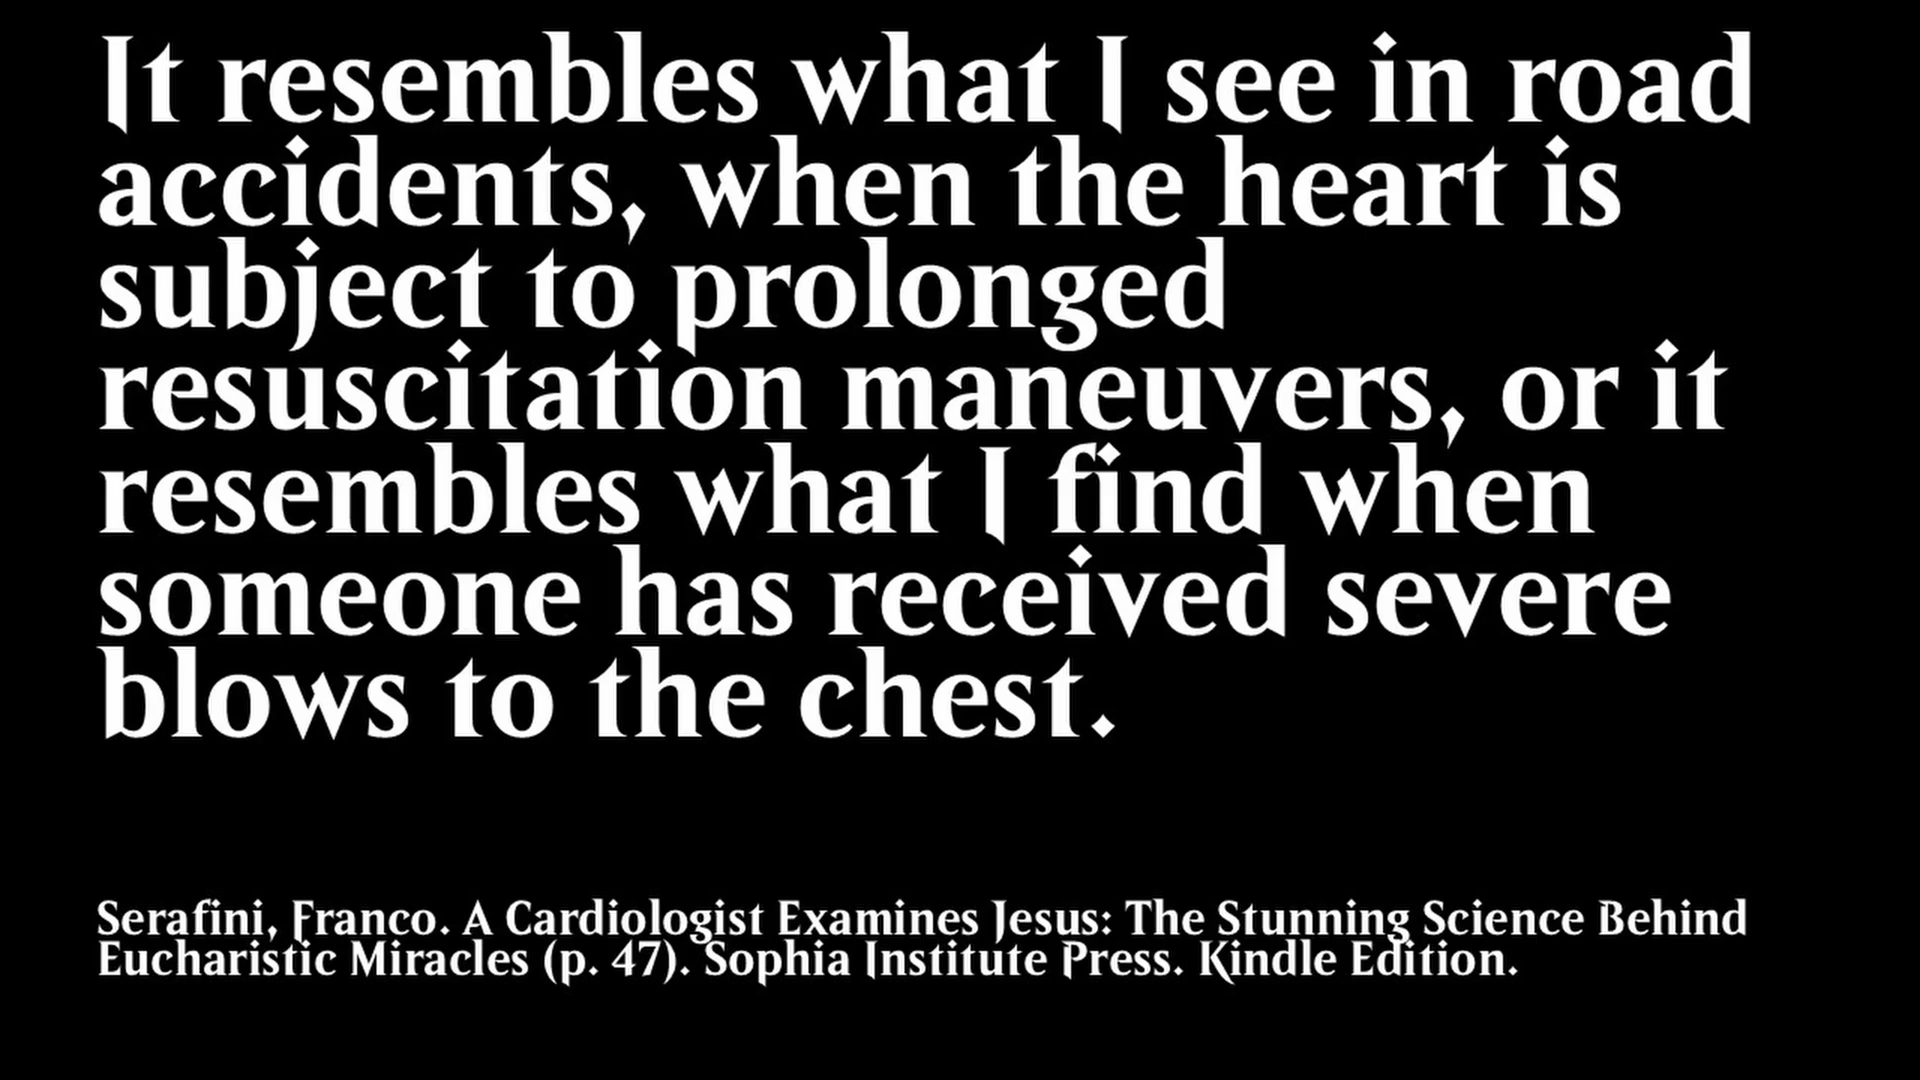 It resembles what I see in road
accidents, when the heart is
subject to prolonged
resuscitation maneuvers, or it
resembles what I find when
someone has received severe
blows to the chest.
Serafini, Franco. A Cardiologist Examines Jesus: The Stunning Science Behind
Eucharistic Miracles (p. 47). Sophia Institute Press. Kindle Edition.